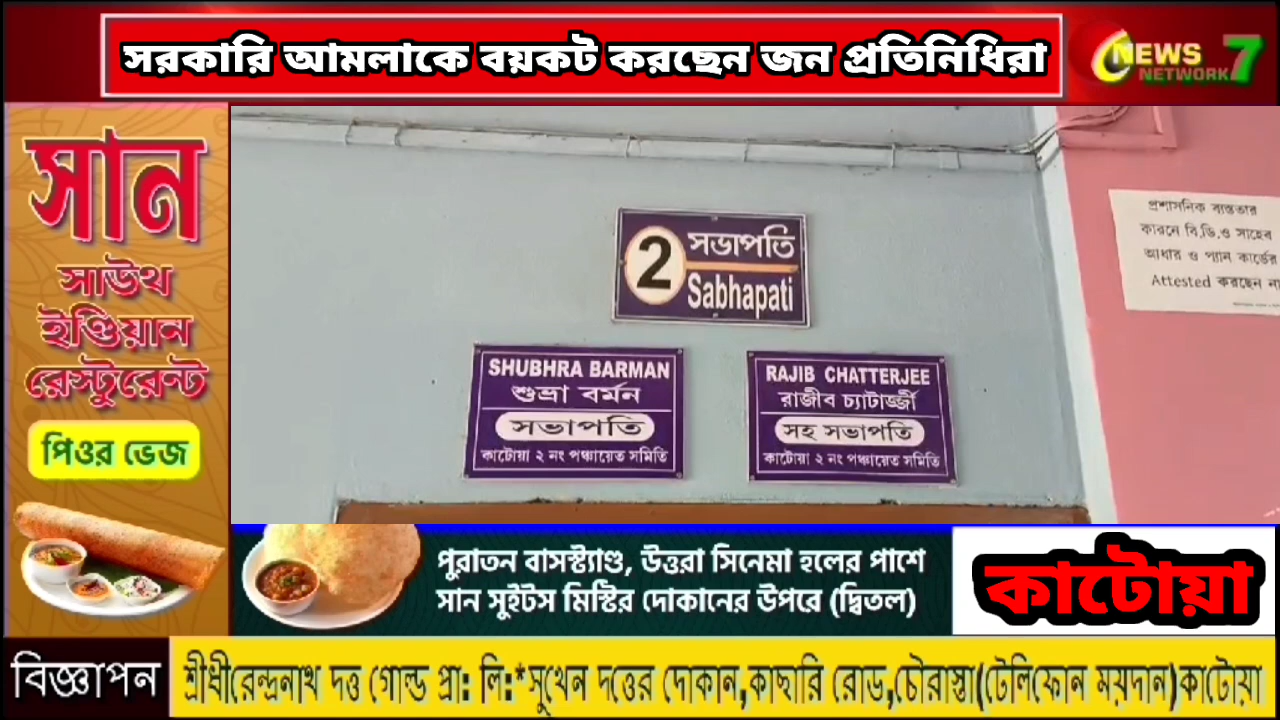 সরকারি আমলাকে বয়কট করছেন জন প্রতিনিধিরা
NEWS
NETWORK 7
সান
সাউথ
ইণ্ডিয়ান
রেস্টুরেন্ট
পিওর ভেজ
2 সভাপতি
Sabhapati
SHUBHRA BARMAN
শুভ্রা বর্মন
সভাপতি
কাটোয়া ২ নং পঞ্চায়েত সমিতি
RAJIB CHATTERJEE
রাজীব চ্যাটার্জ্জী
সহ সভাপতি
কাটোয়া ২ নং পঞ্চায়েত সমিতি
প্রশাসনিক ব্যস্ততার
কারনে বি.ডি.ও সাহেব
আধার ও প্যান কার্ডের
Attested করছেন না
পুরাতন বাসস্ট্যাণ্ড, উত্তরা সিনেমা হলের পাশে
সান সুইটস মিস্টির দোকানের উপরে (দ্বিতল)
কাটোয়া
বিজ্ঞাপন
শ্রীধীরেন্দ্রনাথ দত্ত গোল্ড প্রা: লি:*সুখেন দত্তের দোকান,কাছারি রোড,চৌরাস্তা(টেলিফোন ময়দান)কাটোয়া